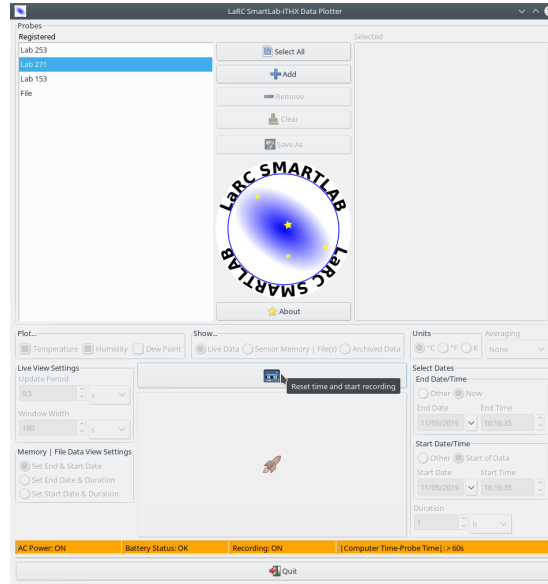 LaRC SmartLab-iTHX Data Plotter
Probes
Registered
Selected
Lab 253
Lab 271
Lab 153
File
Select All
Add
Remove
Clear
Save As
LaRC SMARTLAB
LaRC SMARTLAB
About
Plot...
Temperature
Humidity
Dew Point
Show...
Live Data
Sensor Memory | File(s)
Archived Data
Units
°C
°F
K
Averaging
None
Live View Settings
Update Period
0.5
s
Window Width
180
s
Memory | File Data View Settings
Set End & Start Date
Set End Date & Duration
Set Start Date & Duration
Reset time and start recording
Select Dates
End Date/Time
Other
Now
End Date
End Time
11/05/2019
16:16:35
Start Date/Time
Other
Start of Data
Start Date
Start Time
11/05/2019
16:16:35
Duration
1
h
AC Power: ON
Battery Status: OK
Recording: ON
|Computer Time-Probe Time|: > 60s
Quit